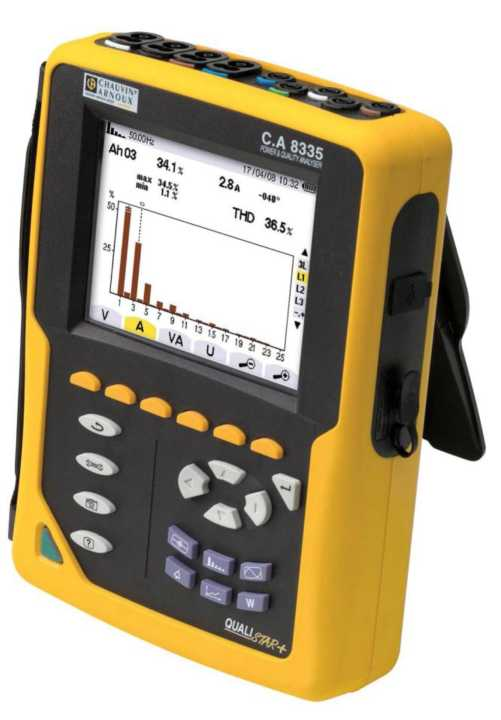 CHAUVIN
ARNOUX
C.A 8335
POWER & QUALITY ANALYSER
50.00Hz
17/04/08 10:32
Ah 03 34.1 % 2.8 A -048°
max 34.5 %
min 1.1 %
THD 36.5 %
%
50
25
3L
L1
L2
L3
-.+
1 3 5 7 9 11 13 15 17 19 21 23 25
V A VA U
?
W
QUALI
STAR+